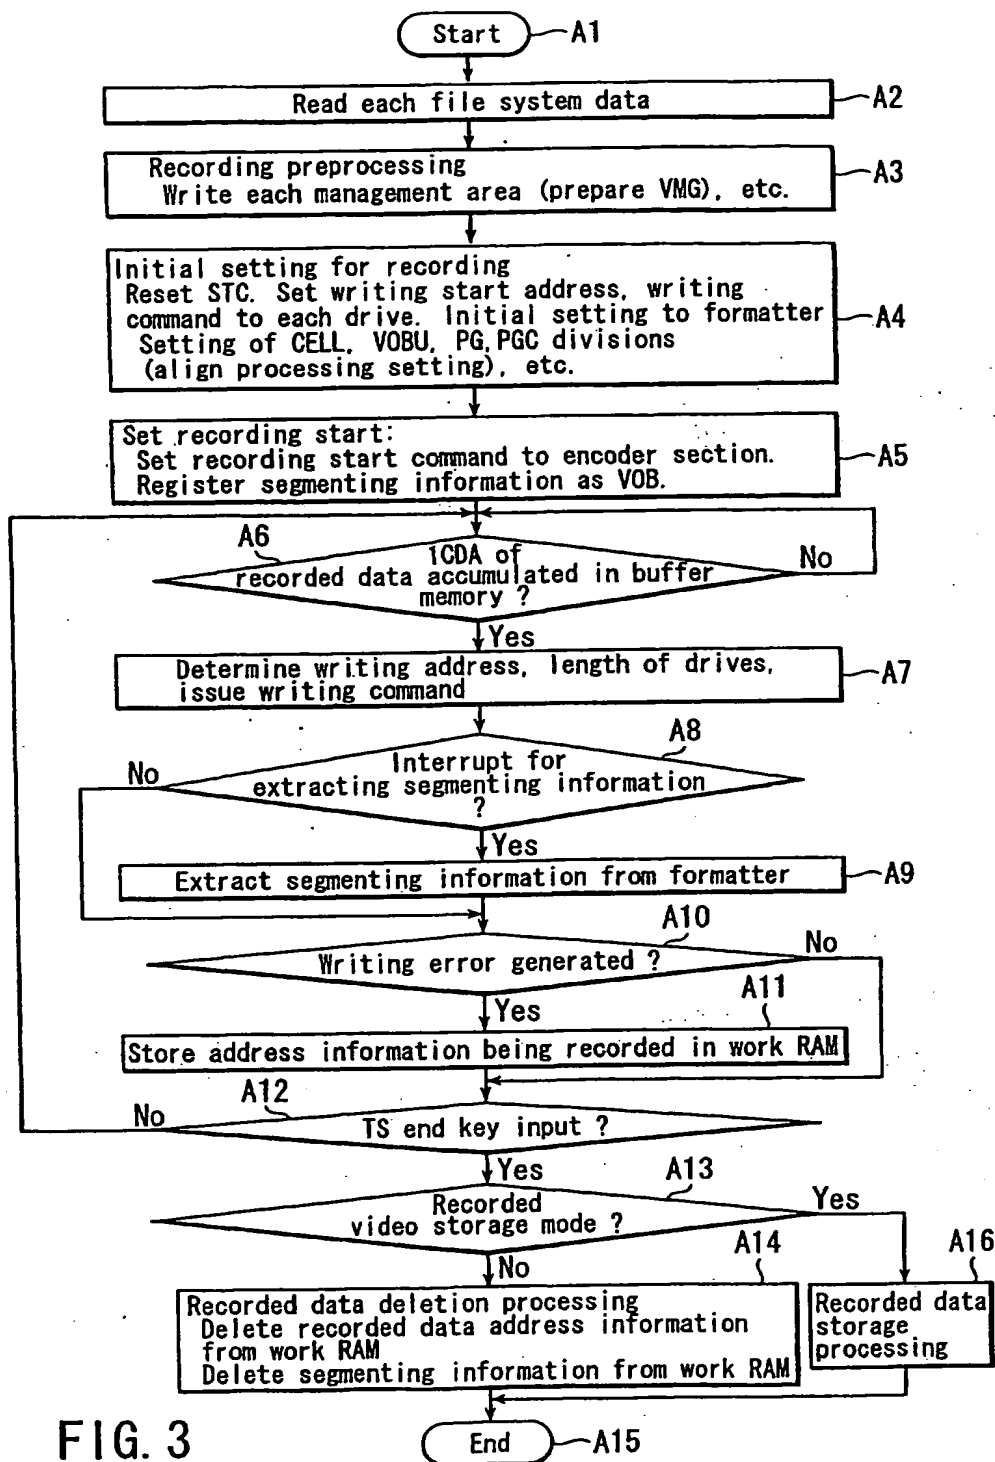 Start
A1
Read each file system data
A2
Recording preprocessing
Write each management area (prepare VMG), etc.
A3
Initial setting for recording
Reset STC. Set writing start address, writing
command to each drive. Initial setting to formatter
Setting of CELL, VOBU, PG, PGC divisions
(align processing setting), etc.
A4
Set recording start:
Set recording start command to encoder section.
Register segmenting information as VOB.
A5
A6
1CDA of
recorded data accumulated in buffer
memory ?
No
Yes
Determine writing address, length of drives,
issue writing command
A7
A8
No
Interrupt for
extracting segmenting information
?
Yes
Extract segmenting information from formatter
A9
A10
Writing error generated ?
No
Yes
A11
Store address information being recorded in work RAM
A12
No
TS end key input ?
Yes
A13
Recorded
video storage mode ?
Yes
No
A14
A16
Recorded data deletion processing
Delete recorded data address information
from work RAM
Delete segmenting information from work RAM
Recorded data
storage
processing
End
A15
FIG. 3